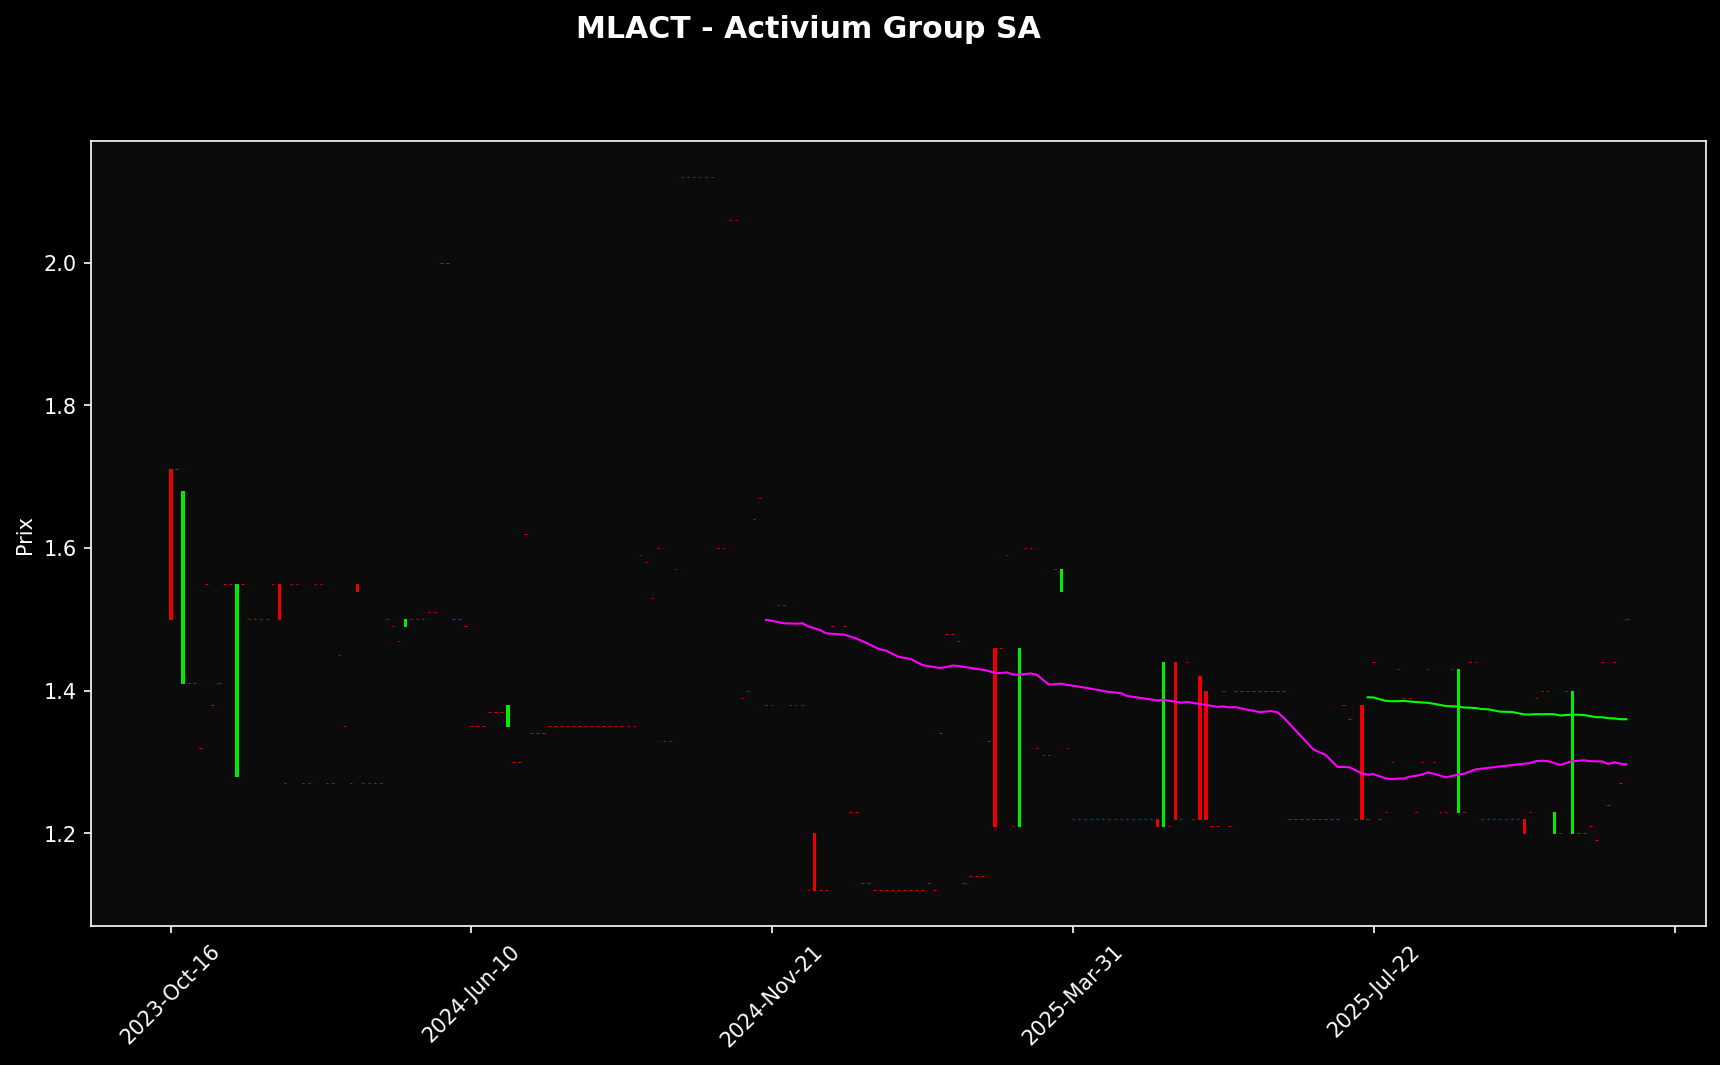 MLACT - Activium Group SA
Prix
2.0
1.8
1.6
1.4
1.2
2023-Oct-16
2024-Jun-10
2024-Nov-21
2025-Mar-31
2025-Jul-22